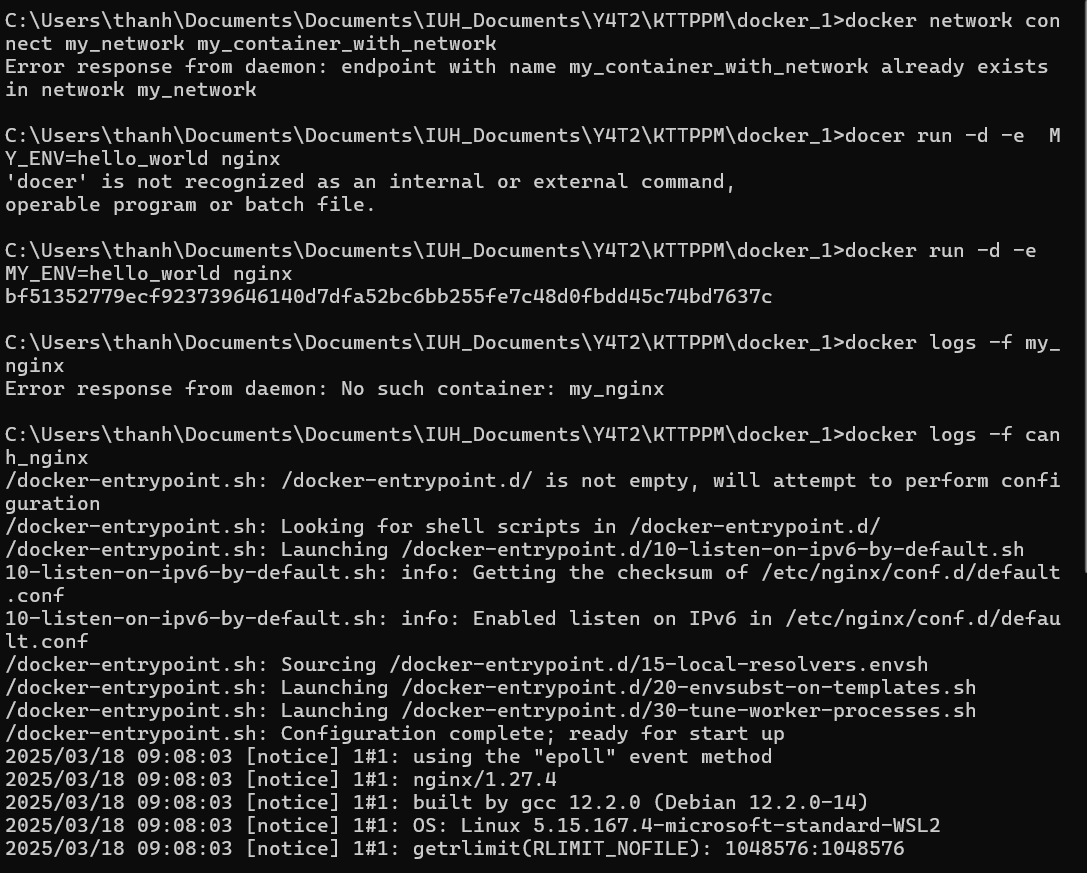 C:\Users\thanh\Documents\Documents\IUH_Documents\Y4T2\KTTPPM\docker_1>docker network con
nect my_network my_container_with_network
Error response from daemon: endpoint with name my_container_with_network already exists
in network my_network
C:\Users\thanh\Documents\Documents\IUH_Documents\Y4T2\KTTPPM\docker_1>docer run -d -e  M
Y_ENV=hello_world nginx
'docer' is not recognized as an internal or external command,
operable program or batch file.
C:\Users\thanh\Documents\Documents\IUH_Documents\Y4T2\KTTPPM\docker_1>docker run -d -e
MY_ENV=hello_world nginx
bf51352779ecf923739646140d7dfa52bc6bb255fe7c48d0fbdd45c74bd7637c
C:\Users\thanh\Documents\Documents\IUH_Documents\Y4T2\KTTPPM\docker_1>docker logs -f my_
nginx
Error response from daemon: No such container: my_nginx
C:\Users\thanh\Documents\Documents\IUH_Documents\Y4T2\KTTPPM\docker_1>docker logs -f can
h_nginx
/docker-entrypoint.sh: /docker-entrypoint.d/ is not empty, will attempt to perform confi
guration
/docker-entrypoint.sh: Looking for shell scripts in /docker-entrypoint.d/
/docker-entrypoint.sh: Launching /docker-entrypoint.d/10-listen-on-ipv6-by-default.sh
10-listen-on-ipv6-by-default.sh: info: Getting the checksum of /etc/nginx/conf.d/default
.conf
10-listen-on-ipv6-by-default.sh: info: Enabled listen on IPv6 in /etc/nginx/conf.d/defau
lt.conf
/docker-entrypoint.sh: Sourcing /docker-entrypoint.d/15-local-resolvers.envsh
/docker-entrypoint.sh: Launching /docker-entrypoint.d/20-envsubst-on-templates.sh
/docker-entrypoint.sh: Launching /docker-entrypoint.d/30-tune-worker-processes.sh
/docker-entrypoint.sh: Configuration complete; ready for start up
2025/03/18 09:08:03 [notice] 1#1: using the "epoll" event method
2025/03/18 09:08:03 [notice] 1#1: nginx/1.27.4
2025/03/18 09:08:03 [notice] 1#1: built by gcc 12.2.0 (Debian 12.2.0-14)
2025/03/18 09:08:03 [notice] 1#1: OS: Linux 5.15.167.4-microsoft-standard-WSL2
2025/03/18 09:08:03 [notice] 1#1: getrlimit(RLIMIT_NOFILE): 1048576:1048576